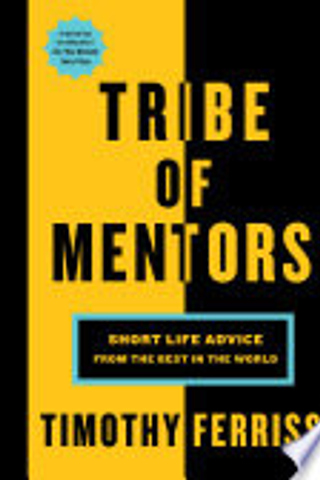 TRIBE
OF
MENTORS
SHORT LIFE ADVICE
FROM THE BEST IN THE WORLD
TIMOTHY FERRISS